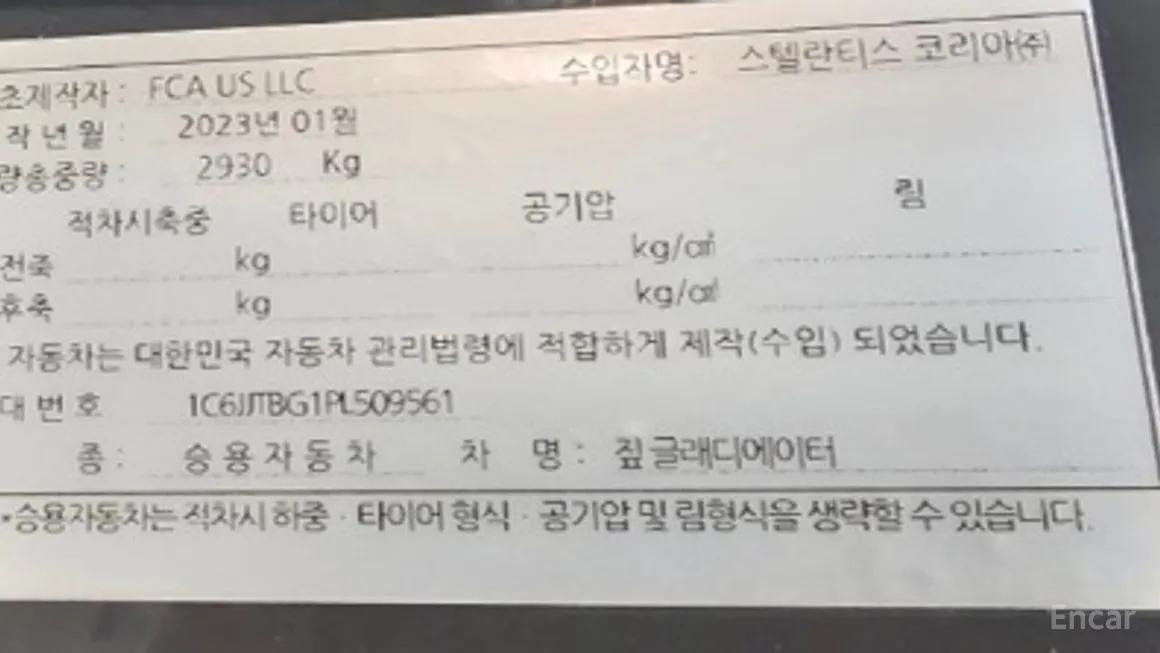 초제작자 : FCA US LLC 수입자명: 스텔란티스 코리아㈜
작 년 월 : 2023년 01월
량총중량 : 2930 Kg
적차시축중 타이어 공기압 림
전축 kg kg/㎠
후축 kg kg/㎠
자동차는 대한민국 자동차 관리법령에 적합하게 제작(수입) 되었습니다.
대 번 호 1C6JJTBG1PL509561
종 : 승 용 자 동 차 차 명 : 짚 글래디에이터
*승용자동차는 적차시 하중 · 타이어 형식 · 공기압 및 림형식을 생략할 수 있습니다.
Encar